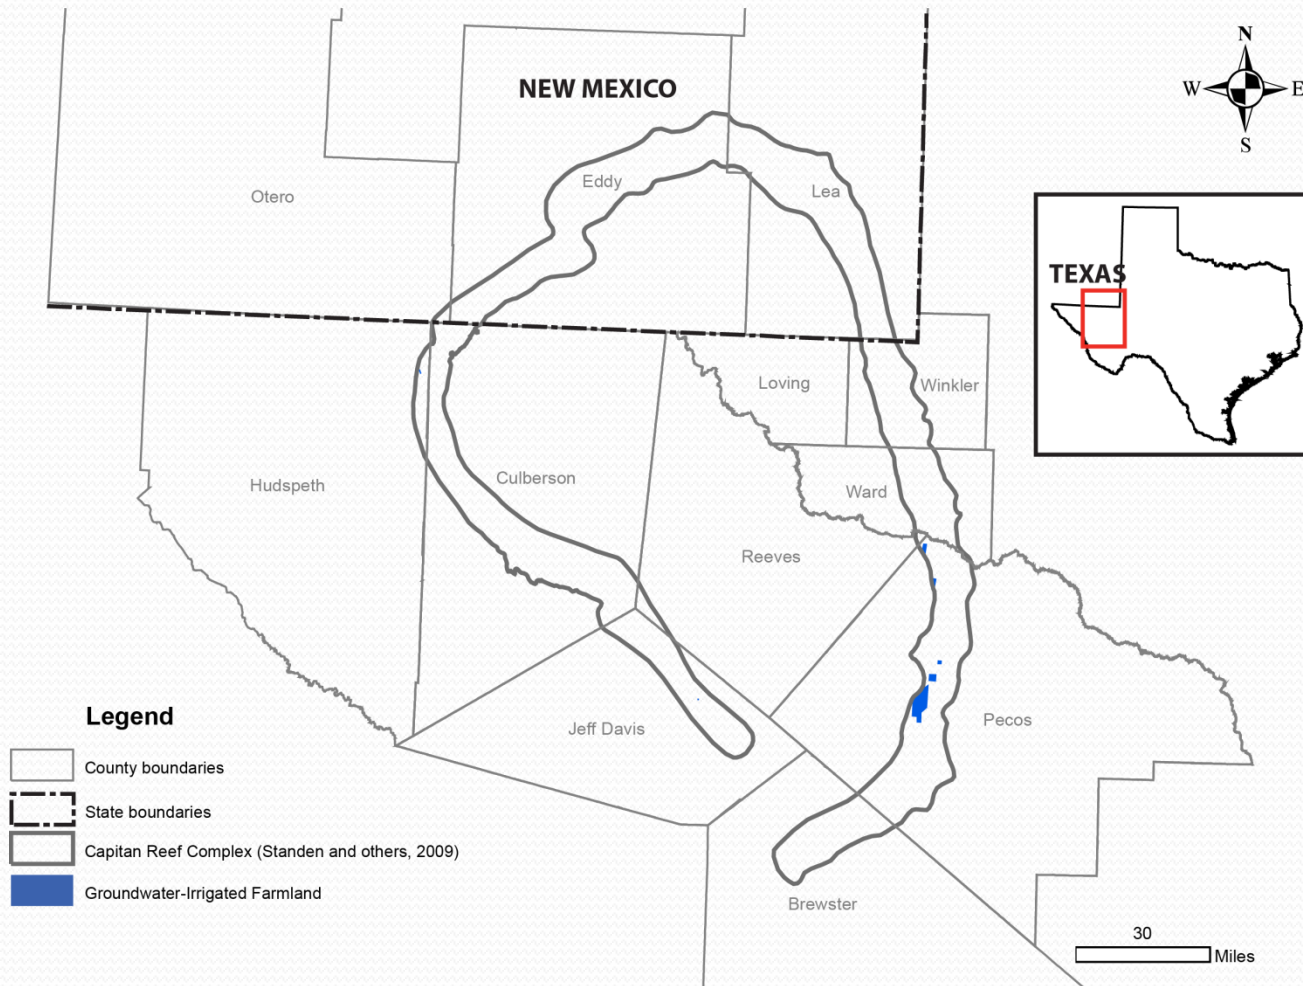 N
NEW MEXICO
W
E
S
Eddy
Lea
Otero
TEXAS
Loving
Winkler
Culberson
Hudspeth
Ward
Reeves
Legend
Jeff Davis
Pecos
County boundaries
State boundaries
Capitan Reef Complex (Standen and others, 2009)
Groundwater-Irrigated Farmland
Brewster
30
Miles